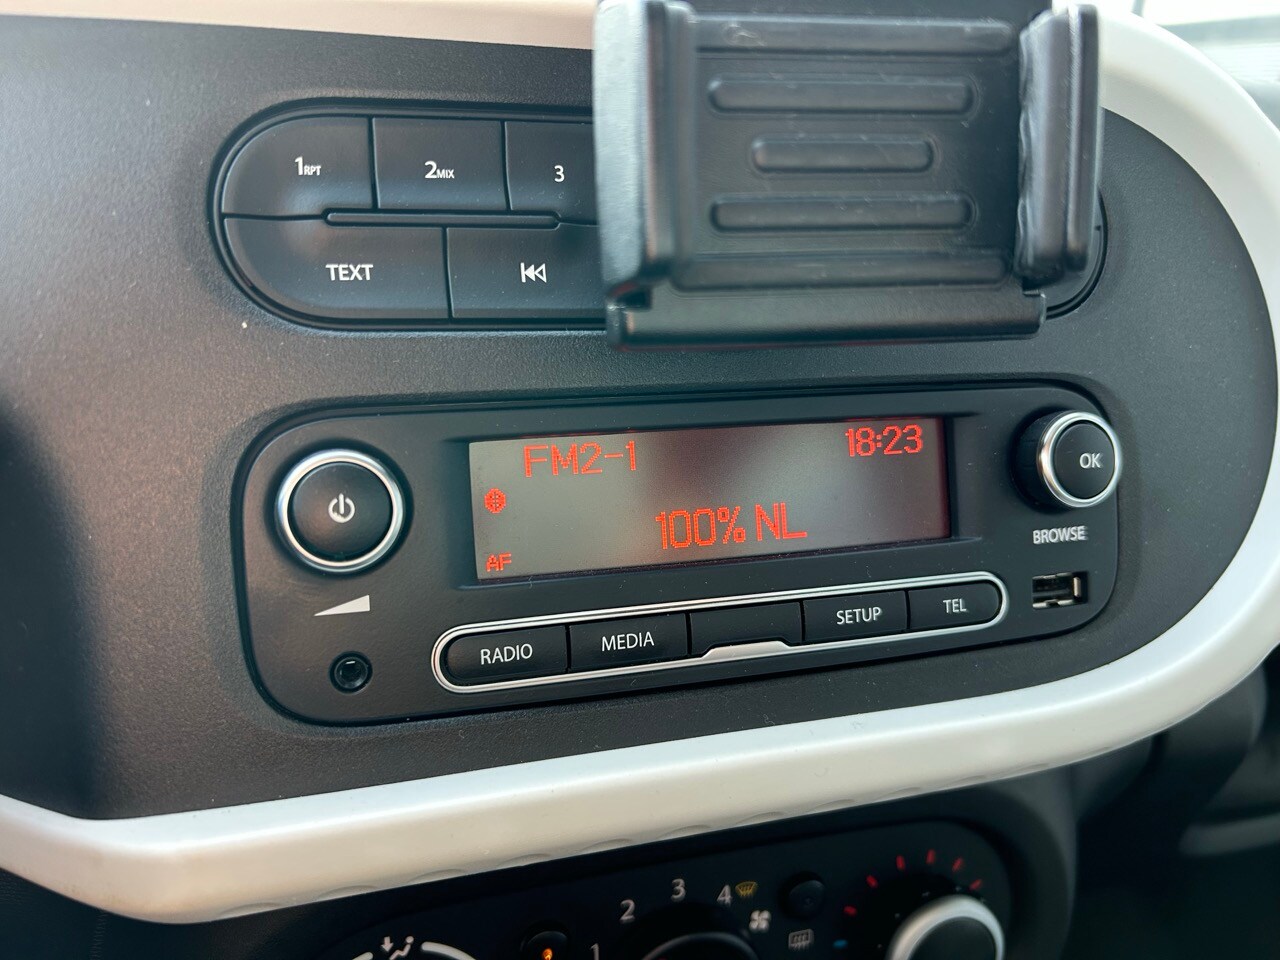 1RPT 2MIX 3
TEXT
FM2-1 18:23
100% NL
AF
OK
BROWSE
RADIO MEDIA SETUP TEL
1 2 3 4